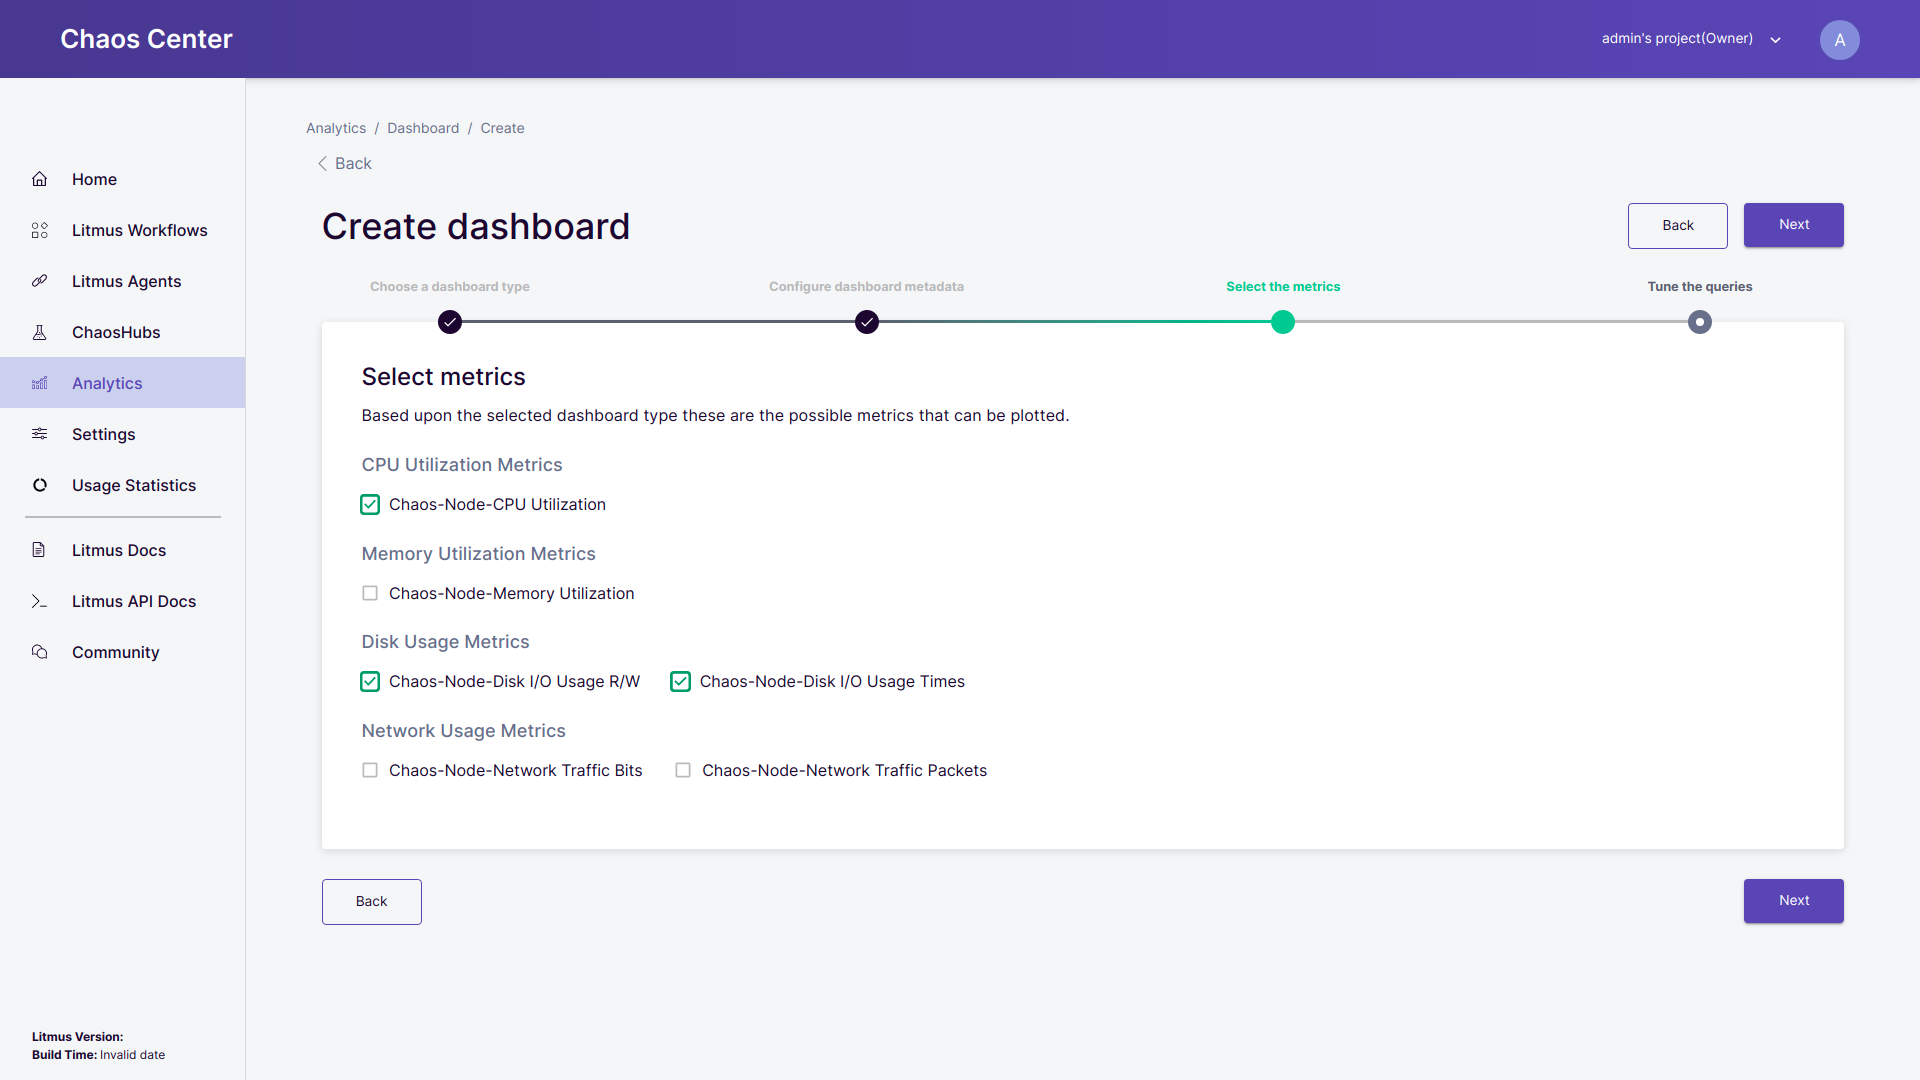 Chaos Center
admin's project(Owner)
A
Analytics / Dashboard / Create
Back
Home
Litmus Workflows
Litmus Agents
ChaosHubs
Analytics
Settings
Usage Statistics
Litmus Docs
Litmus API Docs
Community
Litmus Version:
Build Time: Invalid date
Create dashboard
Back
Next
Choose a dashboard type
Configure dashboard metadata
Select the metrics
Tune the queries
Select metrics
Based upon the selected dashboard type these are the possible metrics that can be plotted.
CPU Utilization Metrics
Chaos-Node-CPU Utilization
Memory Utilization Metrics
Chaos-Node-Memory Utilization
Disk Usage Metrics
Chaos-Node-Disk I/O Usage R/W
Chaos-Node-Disk I/O Usage Times
Network Usage Metrics
Chaos-Node-Network Traffic Bits
Chaos-Node-Network Traffic Packets
Back
Next